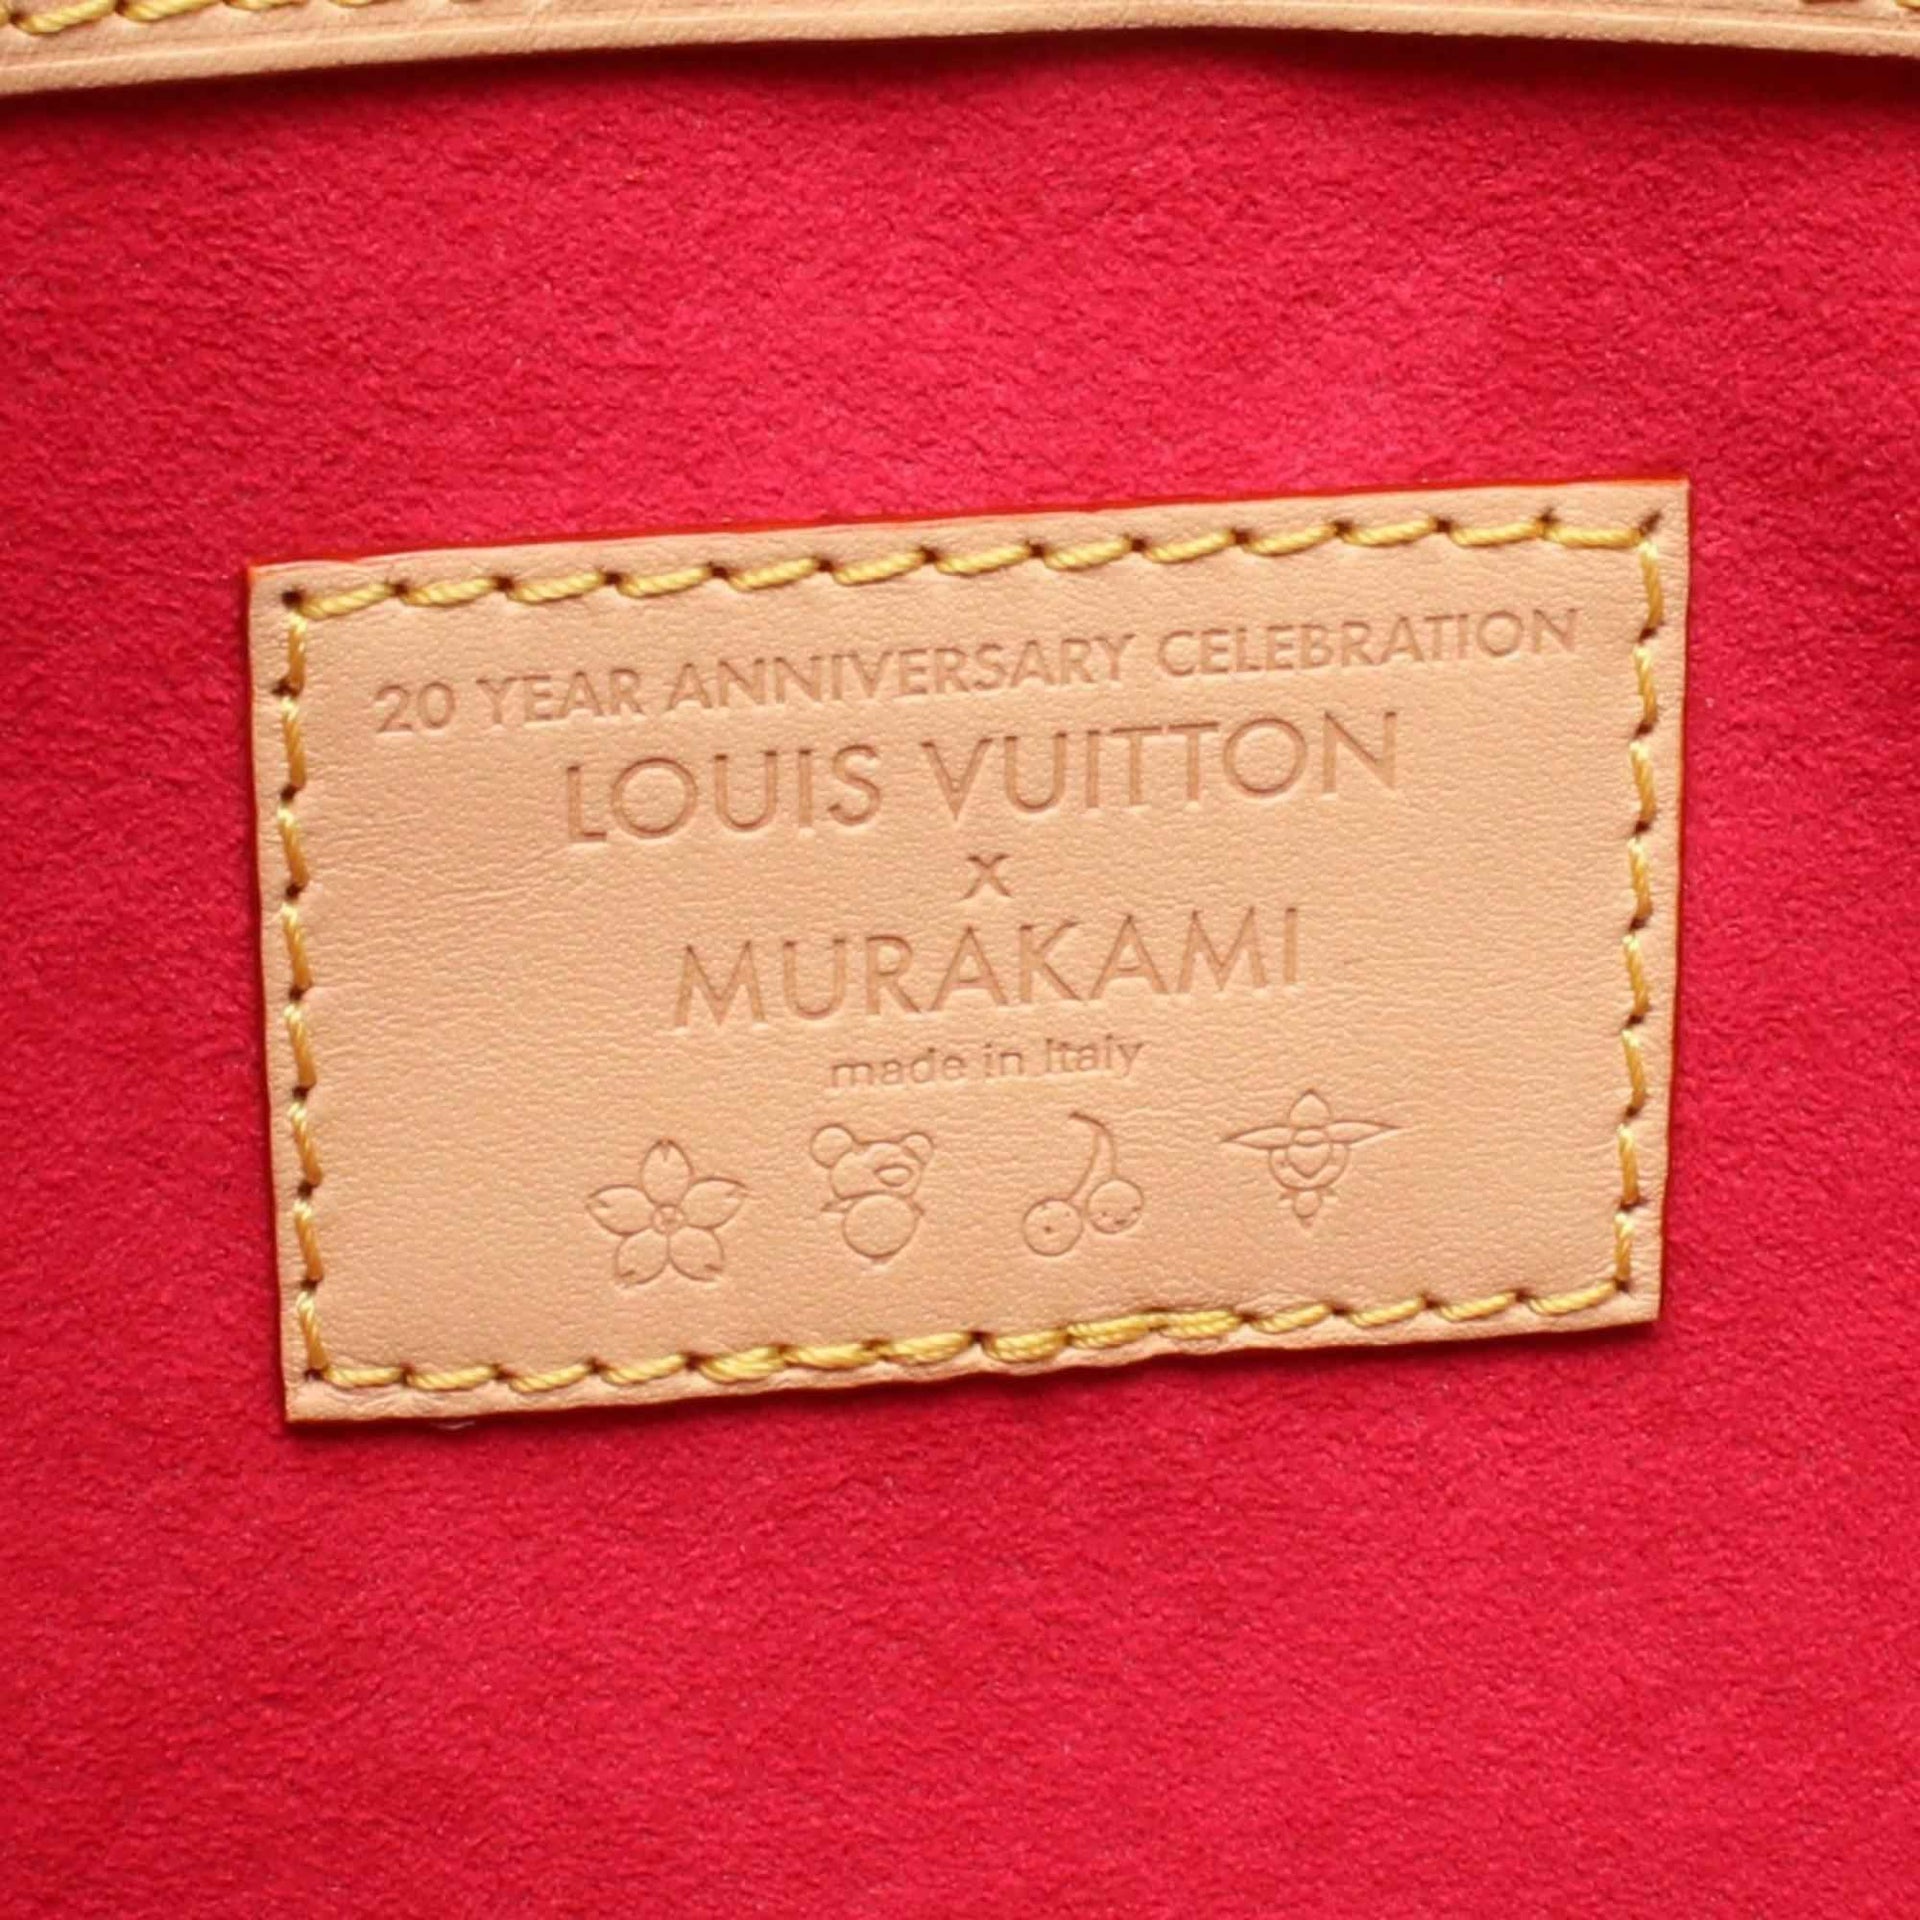 20 YEAR ANNIVERSARY CELEBRATION
LOUIS VUITTON
x
MURAKAMI
made in Italy